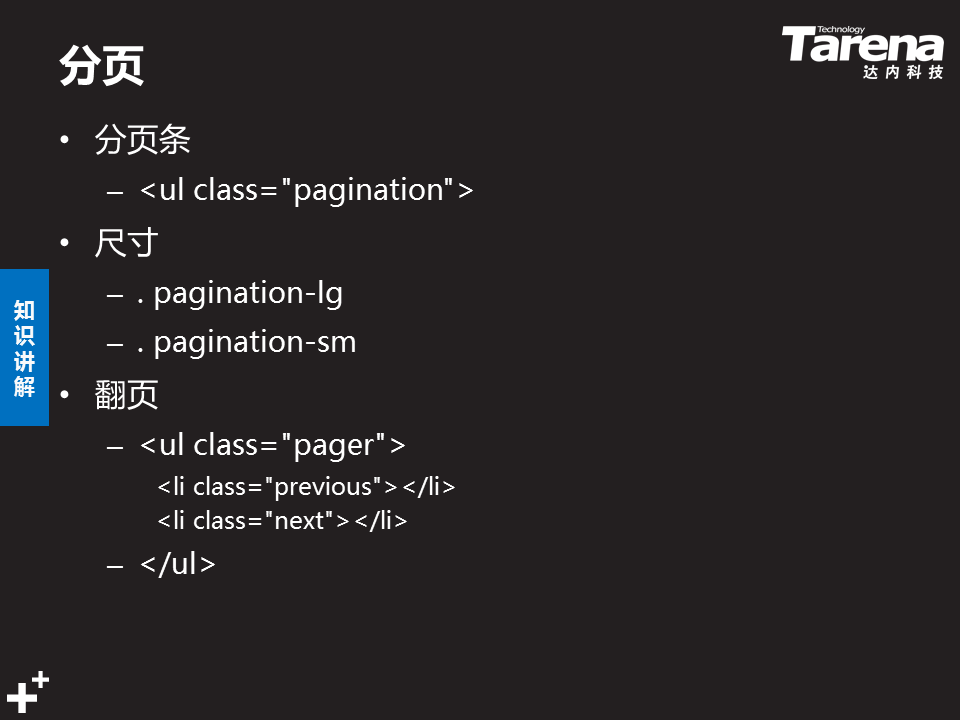 分页
Technology
Tarena
达内科技
• 分页条
– <ul class="pagination">
• 尺寸
– . pagination-lg
– . pagination-sm
• 翻页
– <ul class="pager">
<li class="previous"></li>
<li class="next"></li>
– </ul>
知
识
讲
解